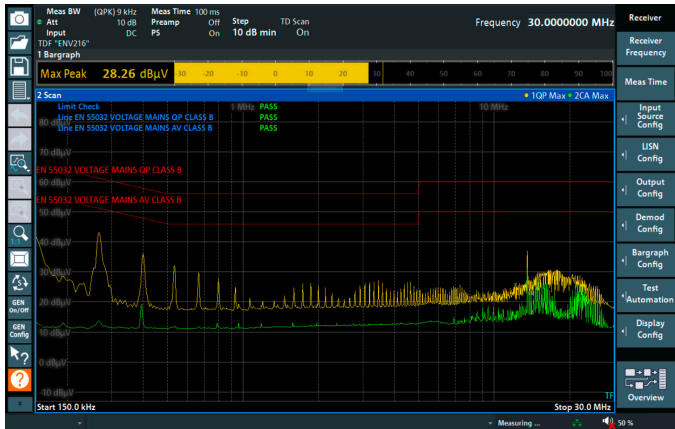 Meas BW (QPK) 9 kHz Meas Time 100 ms
Att 10 dB Preamp Off Step TD Scan
Input DC PS On 10 dB min On
TDF "ENV216"
Frequency 30.0000000 MHz
1 Bargraph
Max Peak 28.26 dBµV -30 -20 -10 0 10 20 30 40 50 60 70 80 90 100
2 Scan 1QP Max 2CA Max
Limit Check 1 MHz PASS 10 MHz
Line EN 55032 VOLTAGE MAINS QP CLASS B PASS
80 dBµV
Line EN 55032 VOLTAGE MAINS AV CLASS B PASS
70 dBµV
EN 55032 VOLTAGE MAINS QP CLASS B
60 dBµV
EN 55032 VOLTAGE MAINS AV CLASS B
50 dBµV
40 dBµV
30 dBµV
20 dBµV
10 dBµV
0 dBµV
-10 dBµV
TF
Start 150.0 kHz Stop 30.0 MHz
Measuring ... 50 %
1:1
GEN
On/Off
GEN
Config
Receiver
Receiver
Frequency
Meas Time
Input
Source
Config
LISN
Config
Output
Config
Demod
Config
Bargraph
Config
Test
Automation
Display
Config
Overview